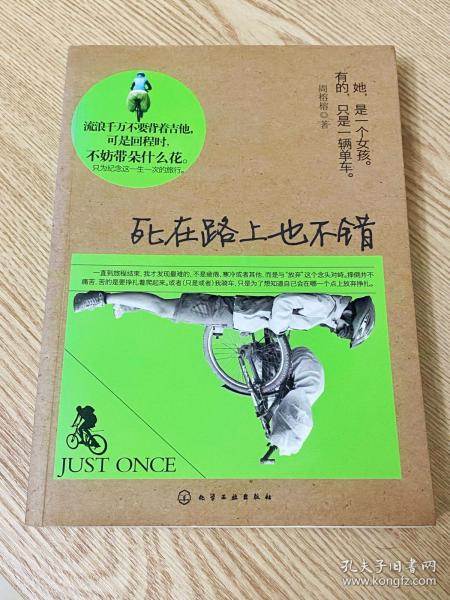 她，是一个女孩。
有的，只是一辆单车。
周榕榕◎著
流浪千万不要背着吉他，
可是回程时，
不妨带朵什么花。
只为纪念这一生一次的旅行。
死在路上也不错
一直到旅程结束，我才发现最难的，不是疲倦、寒冷或者其他，而是与“放弃”这个念头对峙。摔倒并不
痛苦，苦的是要挣扎着爬起来。或者（只是或者）我骑车，只是为了想知道自己会在哪一个点上放弃挣扎。
JUST ONCE
化学工业出版社
孔夫子旧书网
www.kongfz.com